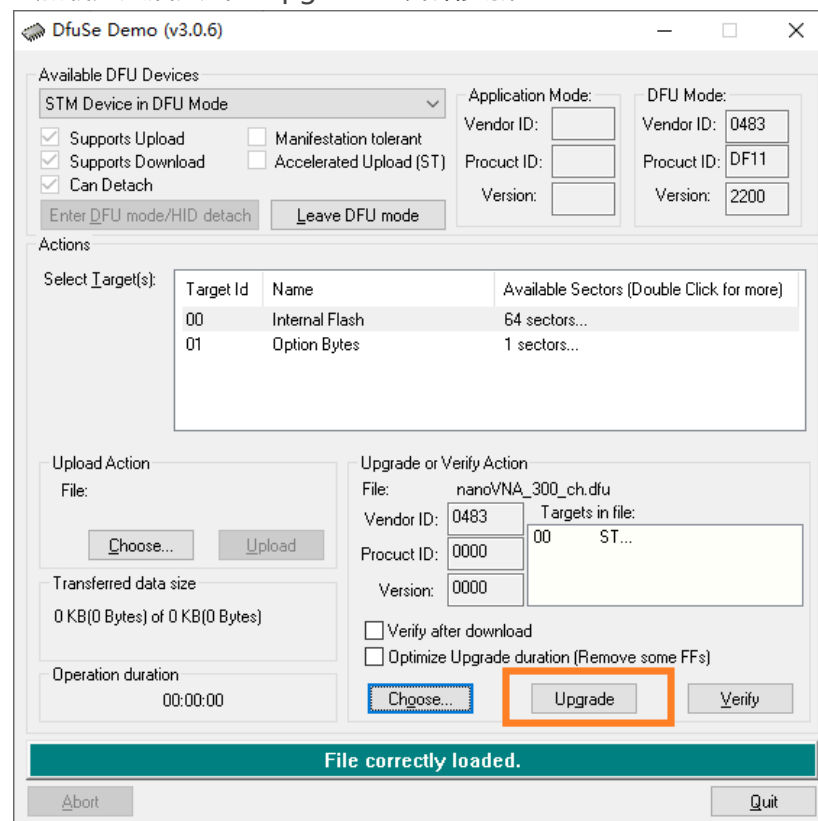 DfuSe Demo (v3.0.6)
Available DFU Devices
STM Device in DFU Mode
Supports Upload
Manifestation tolerant
Supports Download
Accelerated Upload (ST)
Can Detach
Enter DFU mode/HID detach
Leave DFU mode
Application Mode:
Vendor ID:
Procuct ID:
Version:
DFU Mode:
Vendor ID: 0483
Procuct ID: DF11
Version: 2200
Actions
Select Target(s):
Target Id Name Available Sectors (Double Click for more)
00 Internal Flash 64 sectors...
01 Option Bytes 1 sectors...
Upload Action
File:
Choose...
Upload
Transferred data size
0 KB(0 Bytes) of 0 KB(0 Bytes)
Operation duration
00:00:00
Upgrade or Verify Action
File: nanoVNA_300_ch.dfu
Vendor ID: 0483
Procuct ID: 0000
Version: 0000
Targets in file:
00 ST...
Verify after download
Optimize Upgrade duration (Remove some FFs)
Choose...
Upgrade
Verify
File correctly loaded.
Abort
Quit